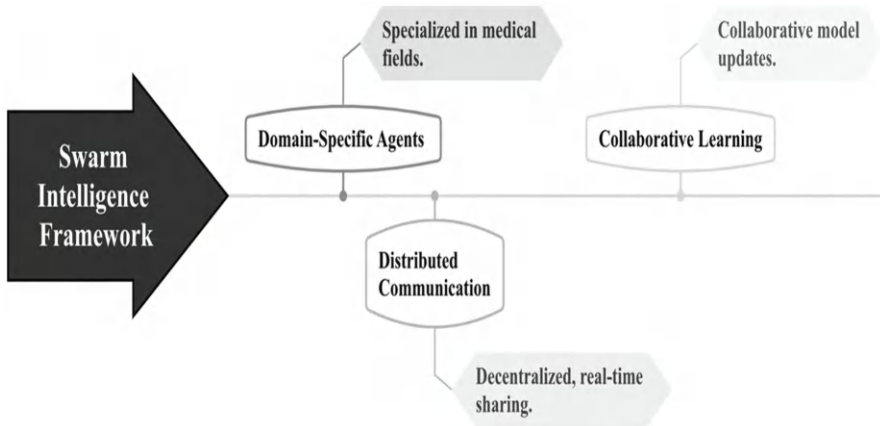 Specialized in medical
fields.
Collaborative model
updates.
Domain-Specific Agents
Collaborative Learning
Swarm
Intelligence
Framework
Distributed
Communication
Decentralized, real-time
sharing.